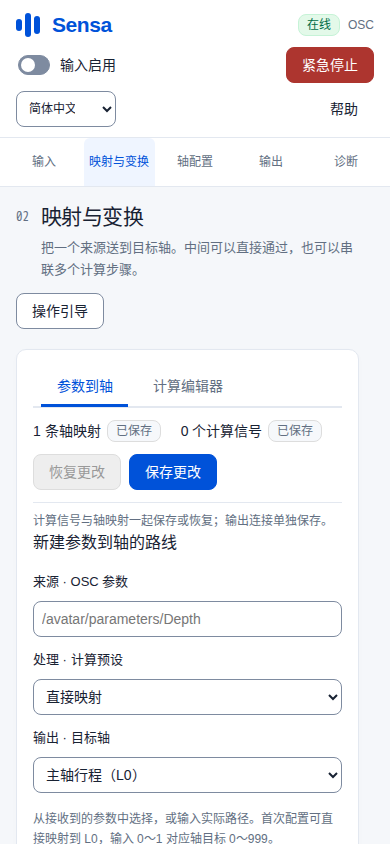 Sensa
在线 OSC
输入启用
紧急停止
简体中文
帮助
输入 映射与变换 轴配置 输出 诊断
02 映射与变换
把一个来源送到目标轴。中间可以直接通过，也可以串
联多个计算步骤。
操作引导
参数到轴 计算编辑器
1 条轴映射 已保存 0 个计算信号 已保存
恢复更改 保存更改
计算信号与轴映射一起保存或恢复；输出连接单独保存。
新建参数到轴的路线
来源 · OSC 参数
/avatar/parameters/Depth
处理 · 计算预设
直接映射
输出 · 目标轴
主轴行程（L0）
从接收到的参数中选择，或输入实际路径。首次配置可直
接映射到 L0，输入 0～1 对应轴目标 0～999。